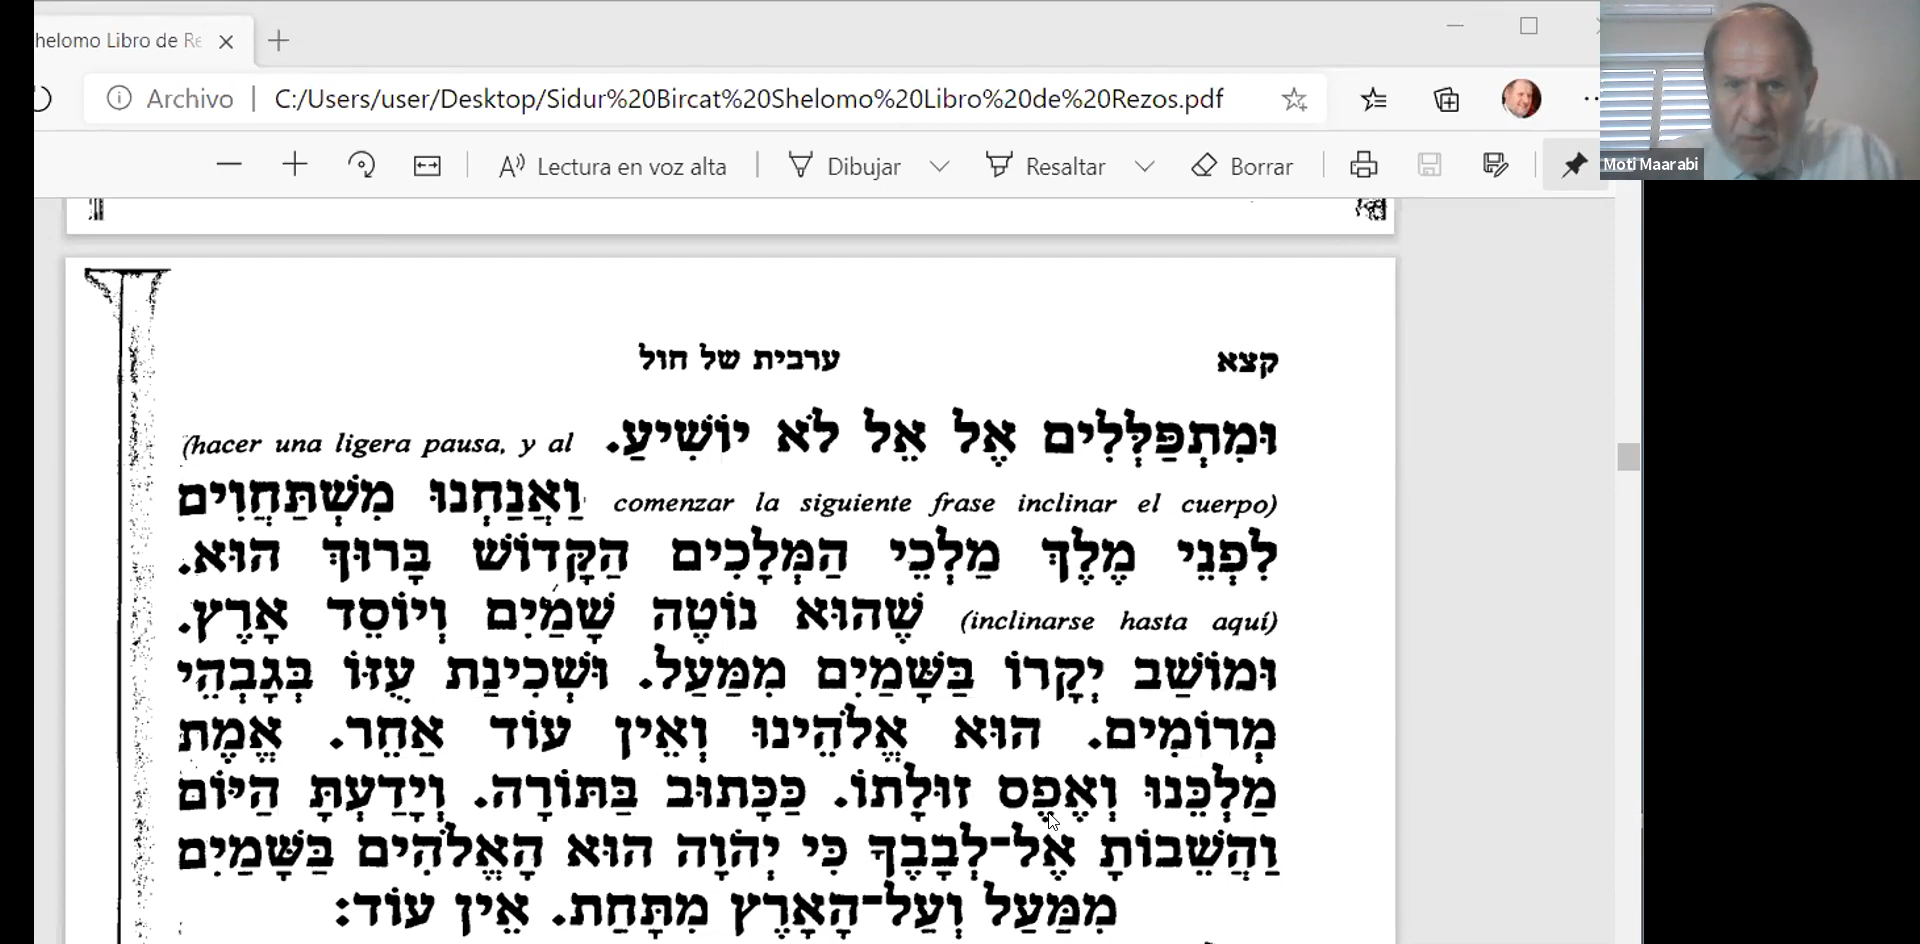 helomo Libro de Re
Archivo | C:/Users/user/Desktop/Sidur%20Bircat%20Shelomo%20Libro%20de%20Rezos.pdf
Lectura en voz alta Dibujar Resaltar Borrar
Moti Maarabi
קצא ערבית של חול
וּמִתְפַּלְּלִים אֶל אֵל לֹא יוֹשִׁיעַ. (hacer una ligera pausa, y al
comenzar la siguiente frase inclinar el cuerpo) וַאֲנַחְנוּ מִשְׁתַּחֲוִים
לִפְנֵי מֶלֶךְ מַלְכֵי הַמְּלָכִים הַקָּדוֹשׁ בָּרוּךְ הוּא.
(inclinarse hasta aquí) שֶׁהוּא נוֹטֶה שָׁמַיִם וְיוֹסֵד אָרֶץ.
וּמוֹשַׁב יְקָרוֹ בַּשָּׁמַיִם מִמַּעַל. וּשְׁכִינַת עֻזּוֹ בְּגָבְהֵי
מְרוֹמִים. הוּא אֱלֹהֵינוּ וְאֵין עוֹד אַחֵר. אֱמֶת
מַלְכֵּנוּ וְאֶפֶס זוּלָתוֹ. כַּכָּתוּב בַּתּוֹרָה. וְיָדַעְתָּ הַיּוֹם
וַהֲשֵׁבוֹתָ אֶל־לְבָבֶךָ כִּי יְהֹוָה הוּא הָאֱלֹהִים בַּשָּׁמַיִם
מִמַּעַל וְעַל־הָאָרֶץ מִתָּחַת. אֵין עוֹד: